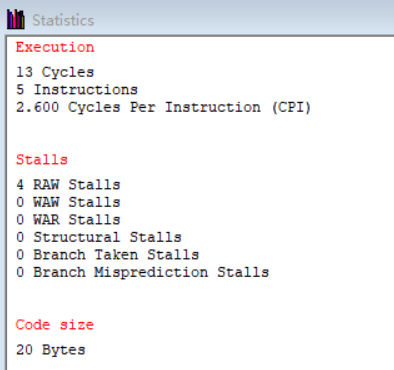 Statistics
Execution
13 Cycles
5 Instructions
2.600 Cycles Per Instruction (CPI)
Stalls
4 RAW Stalls
0 WAW Stalls
0 WAR Stalls
0 Structural Stalls
0 Branch Taken Stalls
0 Branch Misprediction Stalls
Code size
20 Bytes